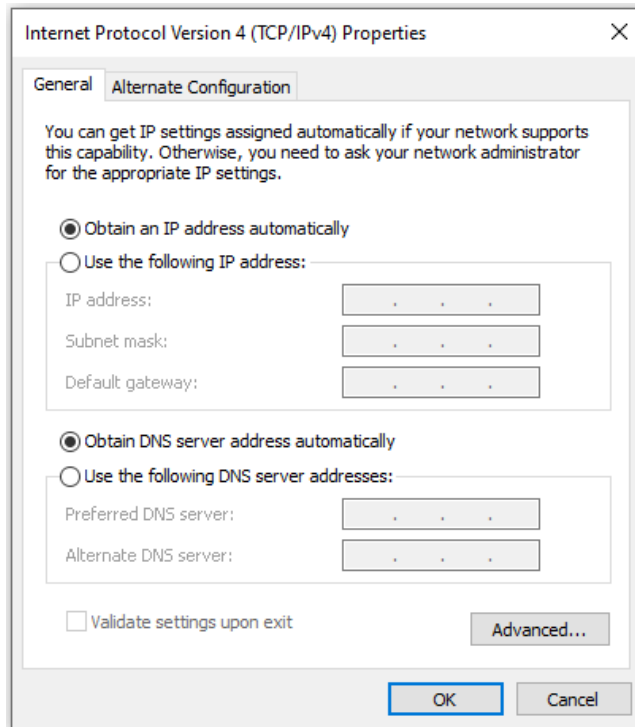 Internet Protocol Version 4 (TCP/IPv4) Properties
General
Alternate Configuration
You can get IP settings assigned automatically if your network supports
this capability. Otherwise, you need to ask your network administrator
for the appropriate IP settings.
Obtain an IP address automatically
Use the following IP address:
IP address:
Subnet mask:
Default gateway:
Obtain DNS server address automatically
Use the following DNS server addresses:
Preferred DNS server:
Alternate DNS server:
Validate settings upon exit
Advanced...
OK
Cancel